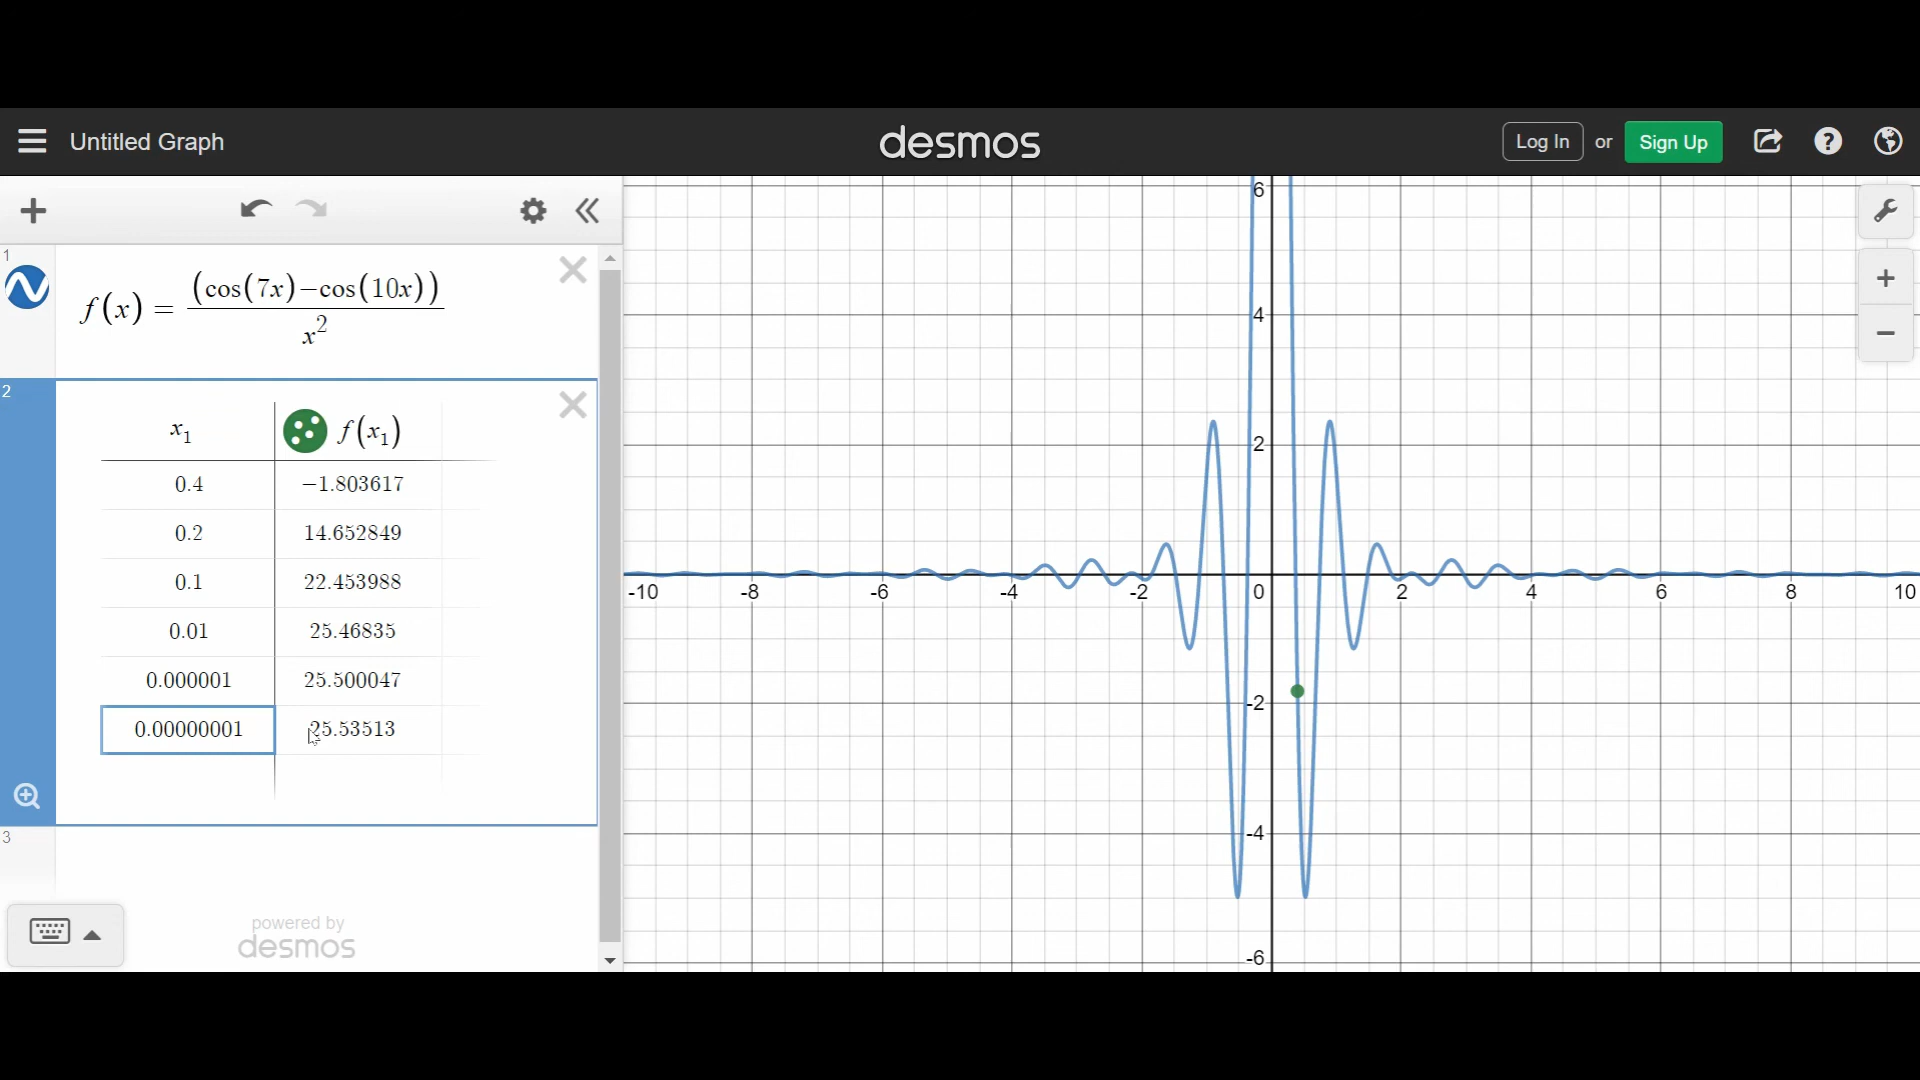 Untitled Graph
desmos
Log In or Sign Up
1
f(x) = (cos(7x)−cos(10x)) / x²
2
x₁ f(x₁)
0.4 −1.803617
0.2 14.652849
0.1 22.453988
0.01 25.46835
0.000001 25.500047
0.00000001 25.53513
3
powered by
desmos
6
4
2
-10 -8 -6 -4 -2 0 2 4 6 8 10
-2
-4
-6